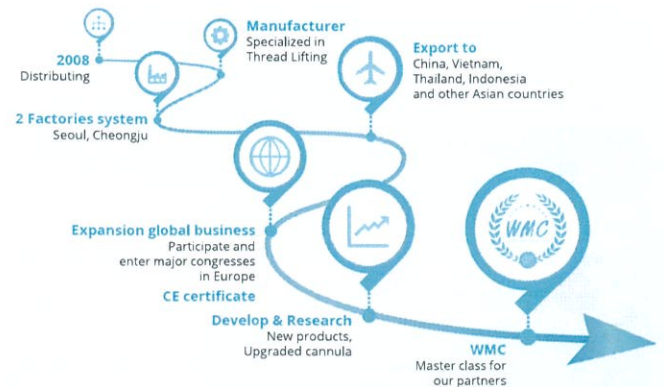 2008
Distributing
Manufacturer
Specialized in
Thread Lifting
2 Factories system
Seoul, Cheongju
Export to
China, Vietnam,
Thailand, Indonesia
and other Asian countries
Expansion global business
Participate and
enter major congresses
in Europe
CE certificate
Develop & Research
New products,
Upgraded cannula
WMC
WMC
Master class for
our partners